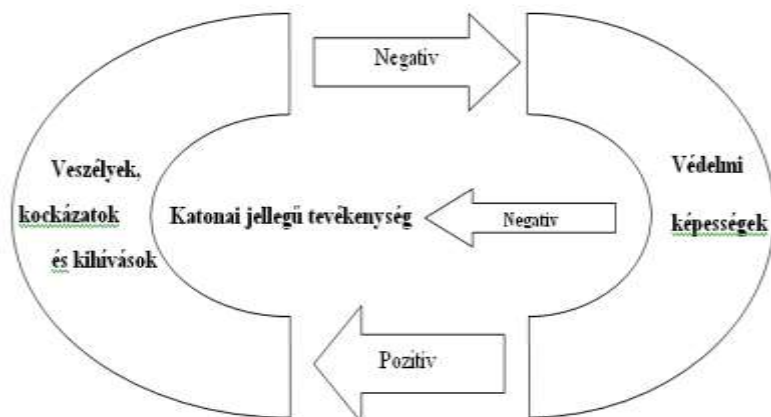 Negatív
Veszélyek,
kockázatok
és kihívások
Katonai jellegű tevékenység
Negatív
Védelmi
képességek
Pozitív